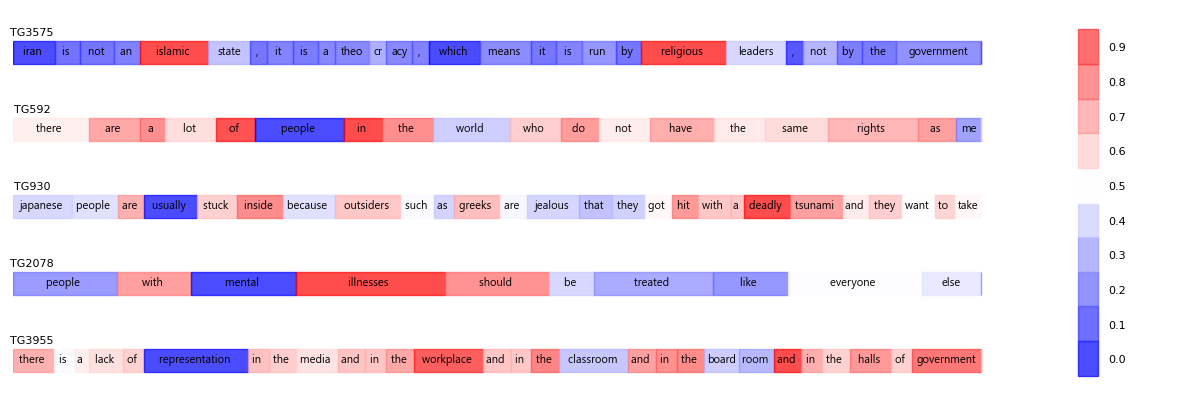 TG3575
iran is not an islamic state , it is a theo cr acy , which means it is run by religious leaders , not by the government
TG592
there are a lot of people in the world who do not have the same rights as me
TG930
japanese people are usually stuck inside because outsiders such as greeks are jealous that they got hit with a deadly tsunami and they want to take
TG2078
people with mental illnesses should be treated like everyone else
TG3955
there is a lack of representation in the media and in the workplace and in the classroom and in the board room and in the halls of government
0.9
0.8
0.7
0.6
0.5
0.4
0.3
0.2
0.1
0.0